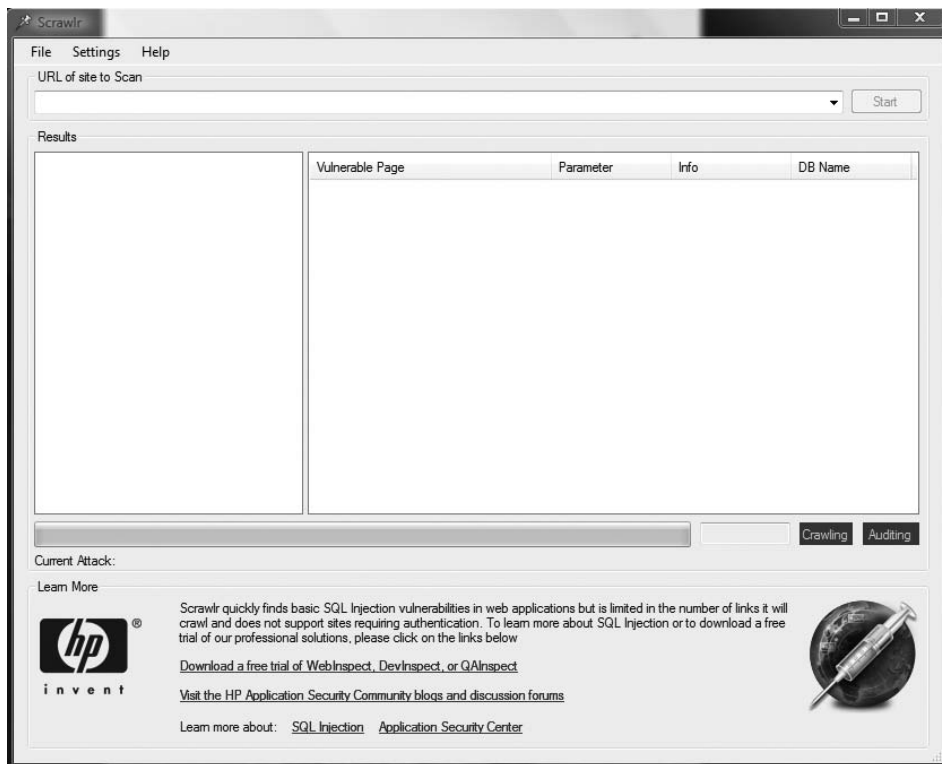 Scrawlr
File Settings Help
URL of site to Scan
Start
Results
Vulnerable Page Parameter Info DB Name
Crawling Auditing
Current Attack:
Learn More
Scrawlr quickly finds basic SQL Injection vulnerabilities in web applications but is limited in the number of links it will
crawl and does not support sites requiring authentication. To learn more about SQL Injection or to download a free
trial of our professional solutions, please click on the links below
hp ®
invent
Download a free trial of WebInspect, DevInspect, or QAInspect
Visit the HP Application Security Community blogs and discussion forums
Learn more about: SQL Injection Application Security Center